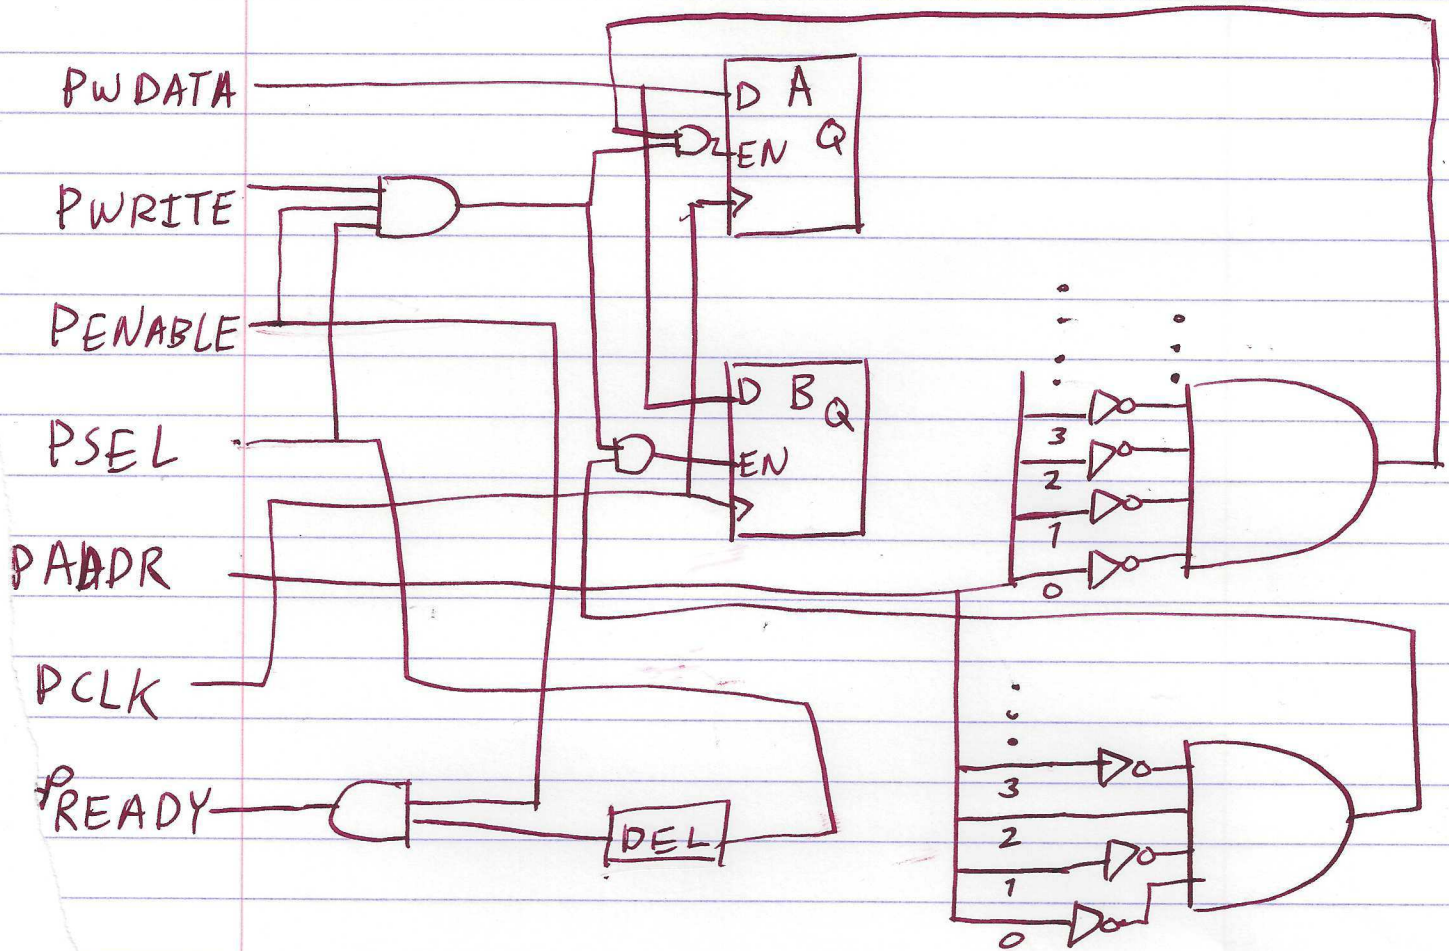 PWDATA
D A
EN Q
PWRITE
PENABLE
D B
Q
EN
PSEL
3
2
1
0
PADDR
PCLK
3
2
1
0
PREADY
DEL